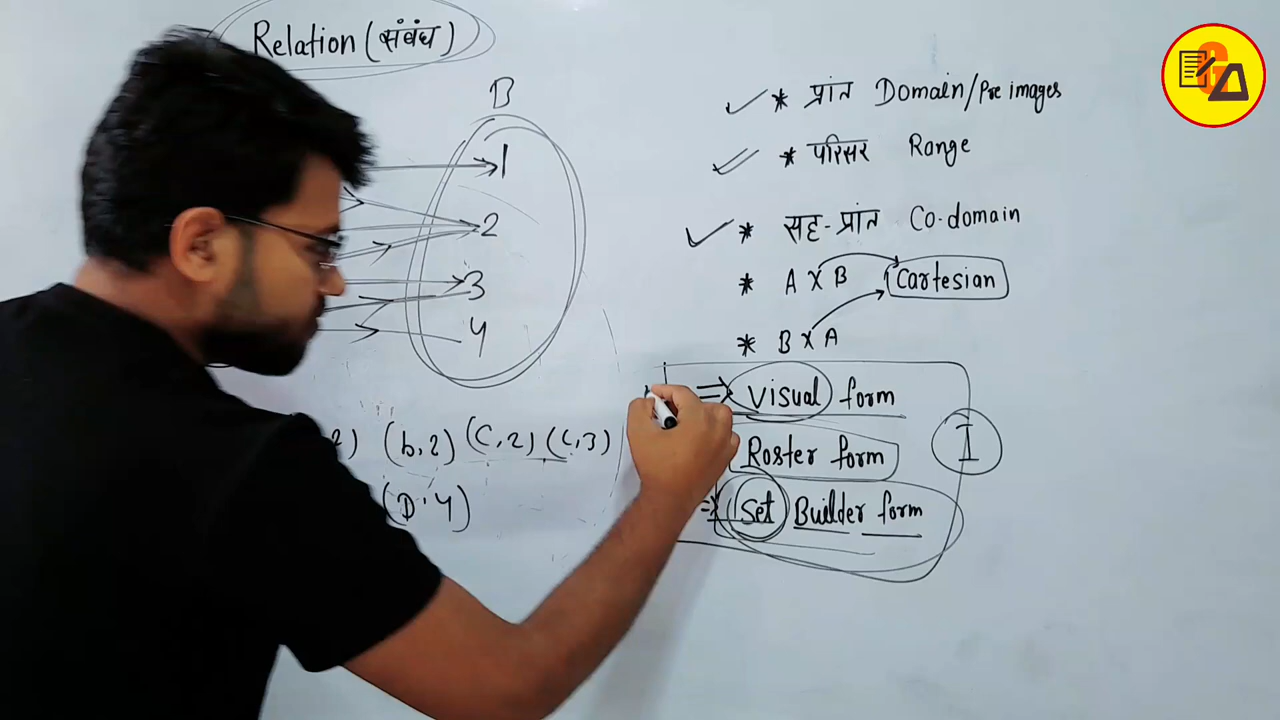 Relation (संबंध)
B
1
2
3
4
2) (b,2) (C,2) (C,3)
(D,4)
* प्रांत Domain/Pre images
* परिसर Range
* सह-प्रांत Co-domain
* A X B Cartesian
* B X A
⇒ Visual form
Roster form
⇒ Set Builder form
I